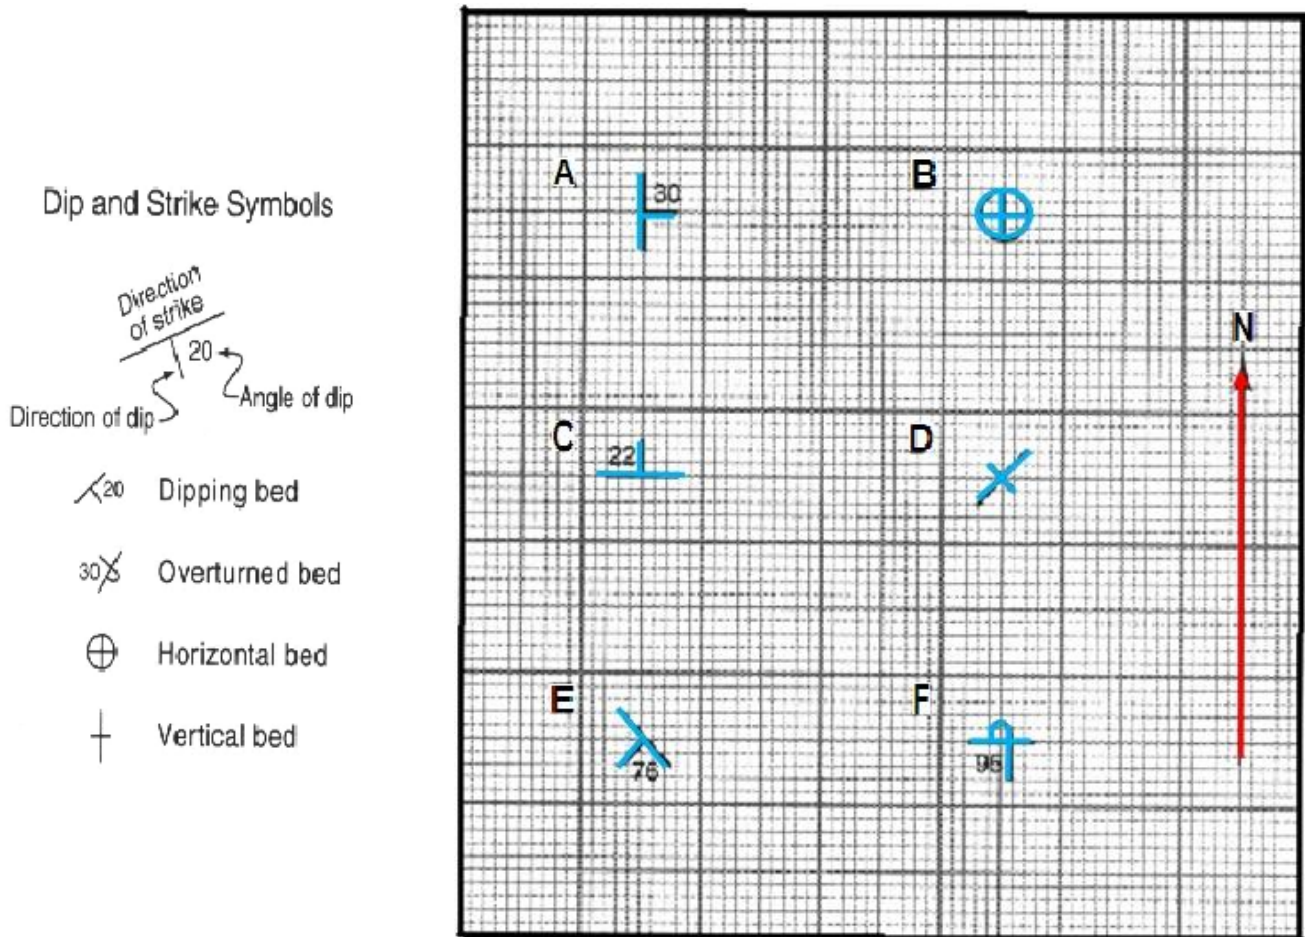 Dip and Strike Symbols
Direction
of strike
20
Direction of dip
Angle of dip
20 Dipping bed
30 Overturned bed
Horizontal bed
Vertical bed
A
30
B
N
C
22
D
E
76
F
96